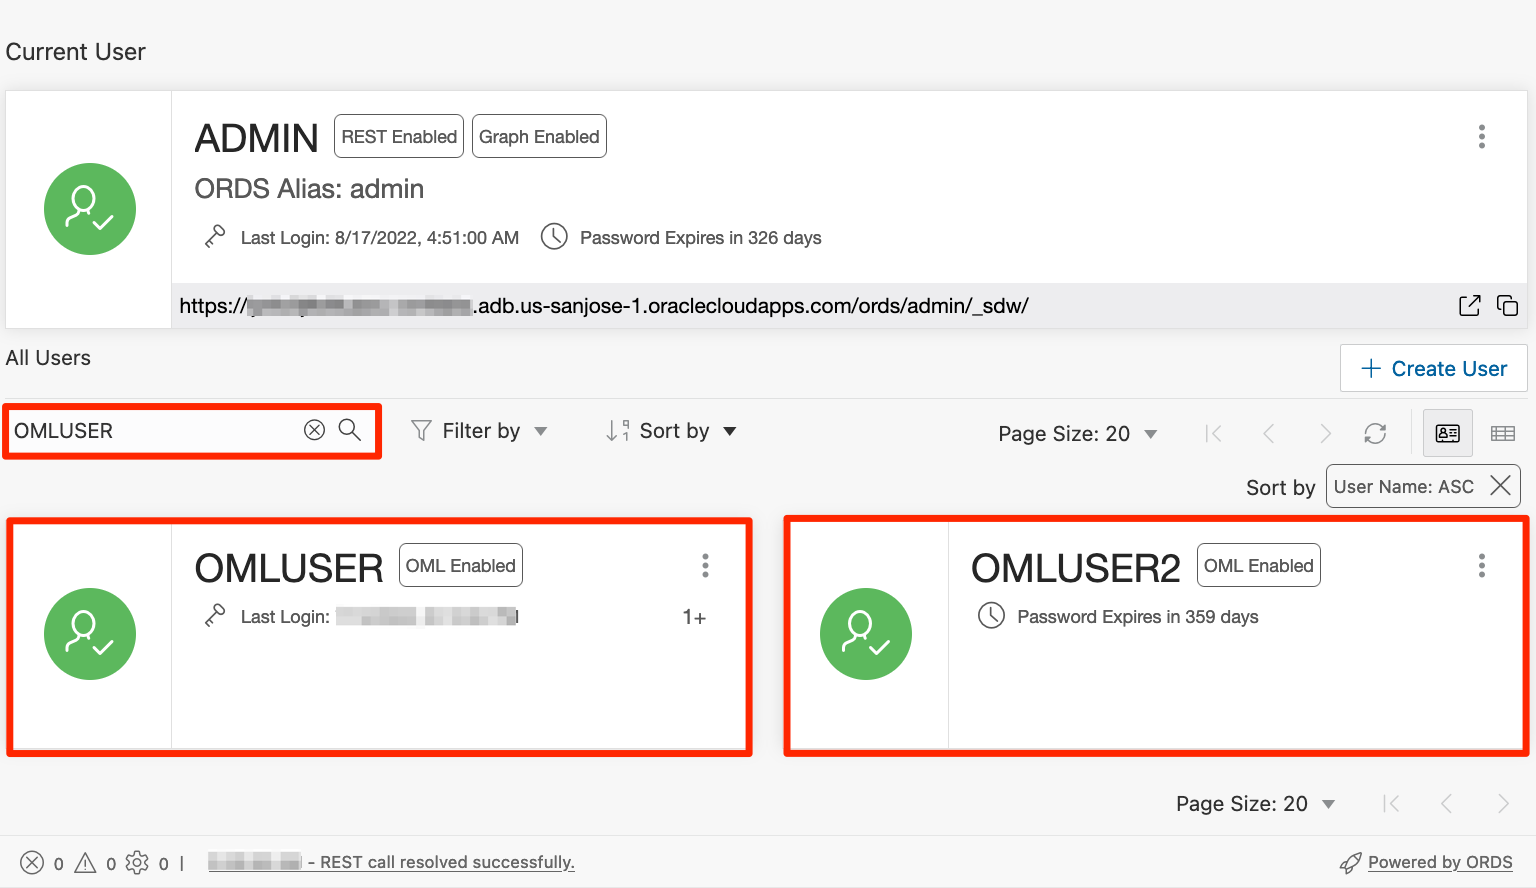 Current User
ADMIN REST Enabled Graph Enabled
ORDS Alias: admin
Last Login: 8/17/2022, 4:51:00 AM Password Expires in 326 days
https:// .adb.us-sanjose-1.oraclecloudapps.com/ords/admin/_sdw/
All Users
Create User
OMLUSER Filter by Sort by Page Size: 20
Sort by User Name: ASC
OMLUSER OML Enabled
Last Login: 1+
OMLUSER2 OML Enabled
Password Expires in 359 days
Page Size: 20
0 0 0 | - REST call resolved successfully. Powered by ORDS